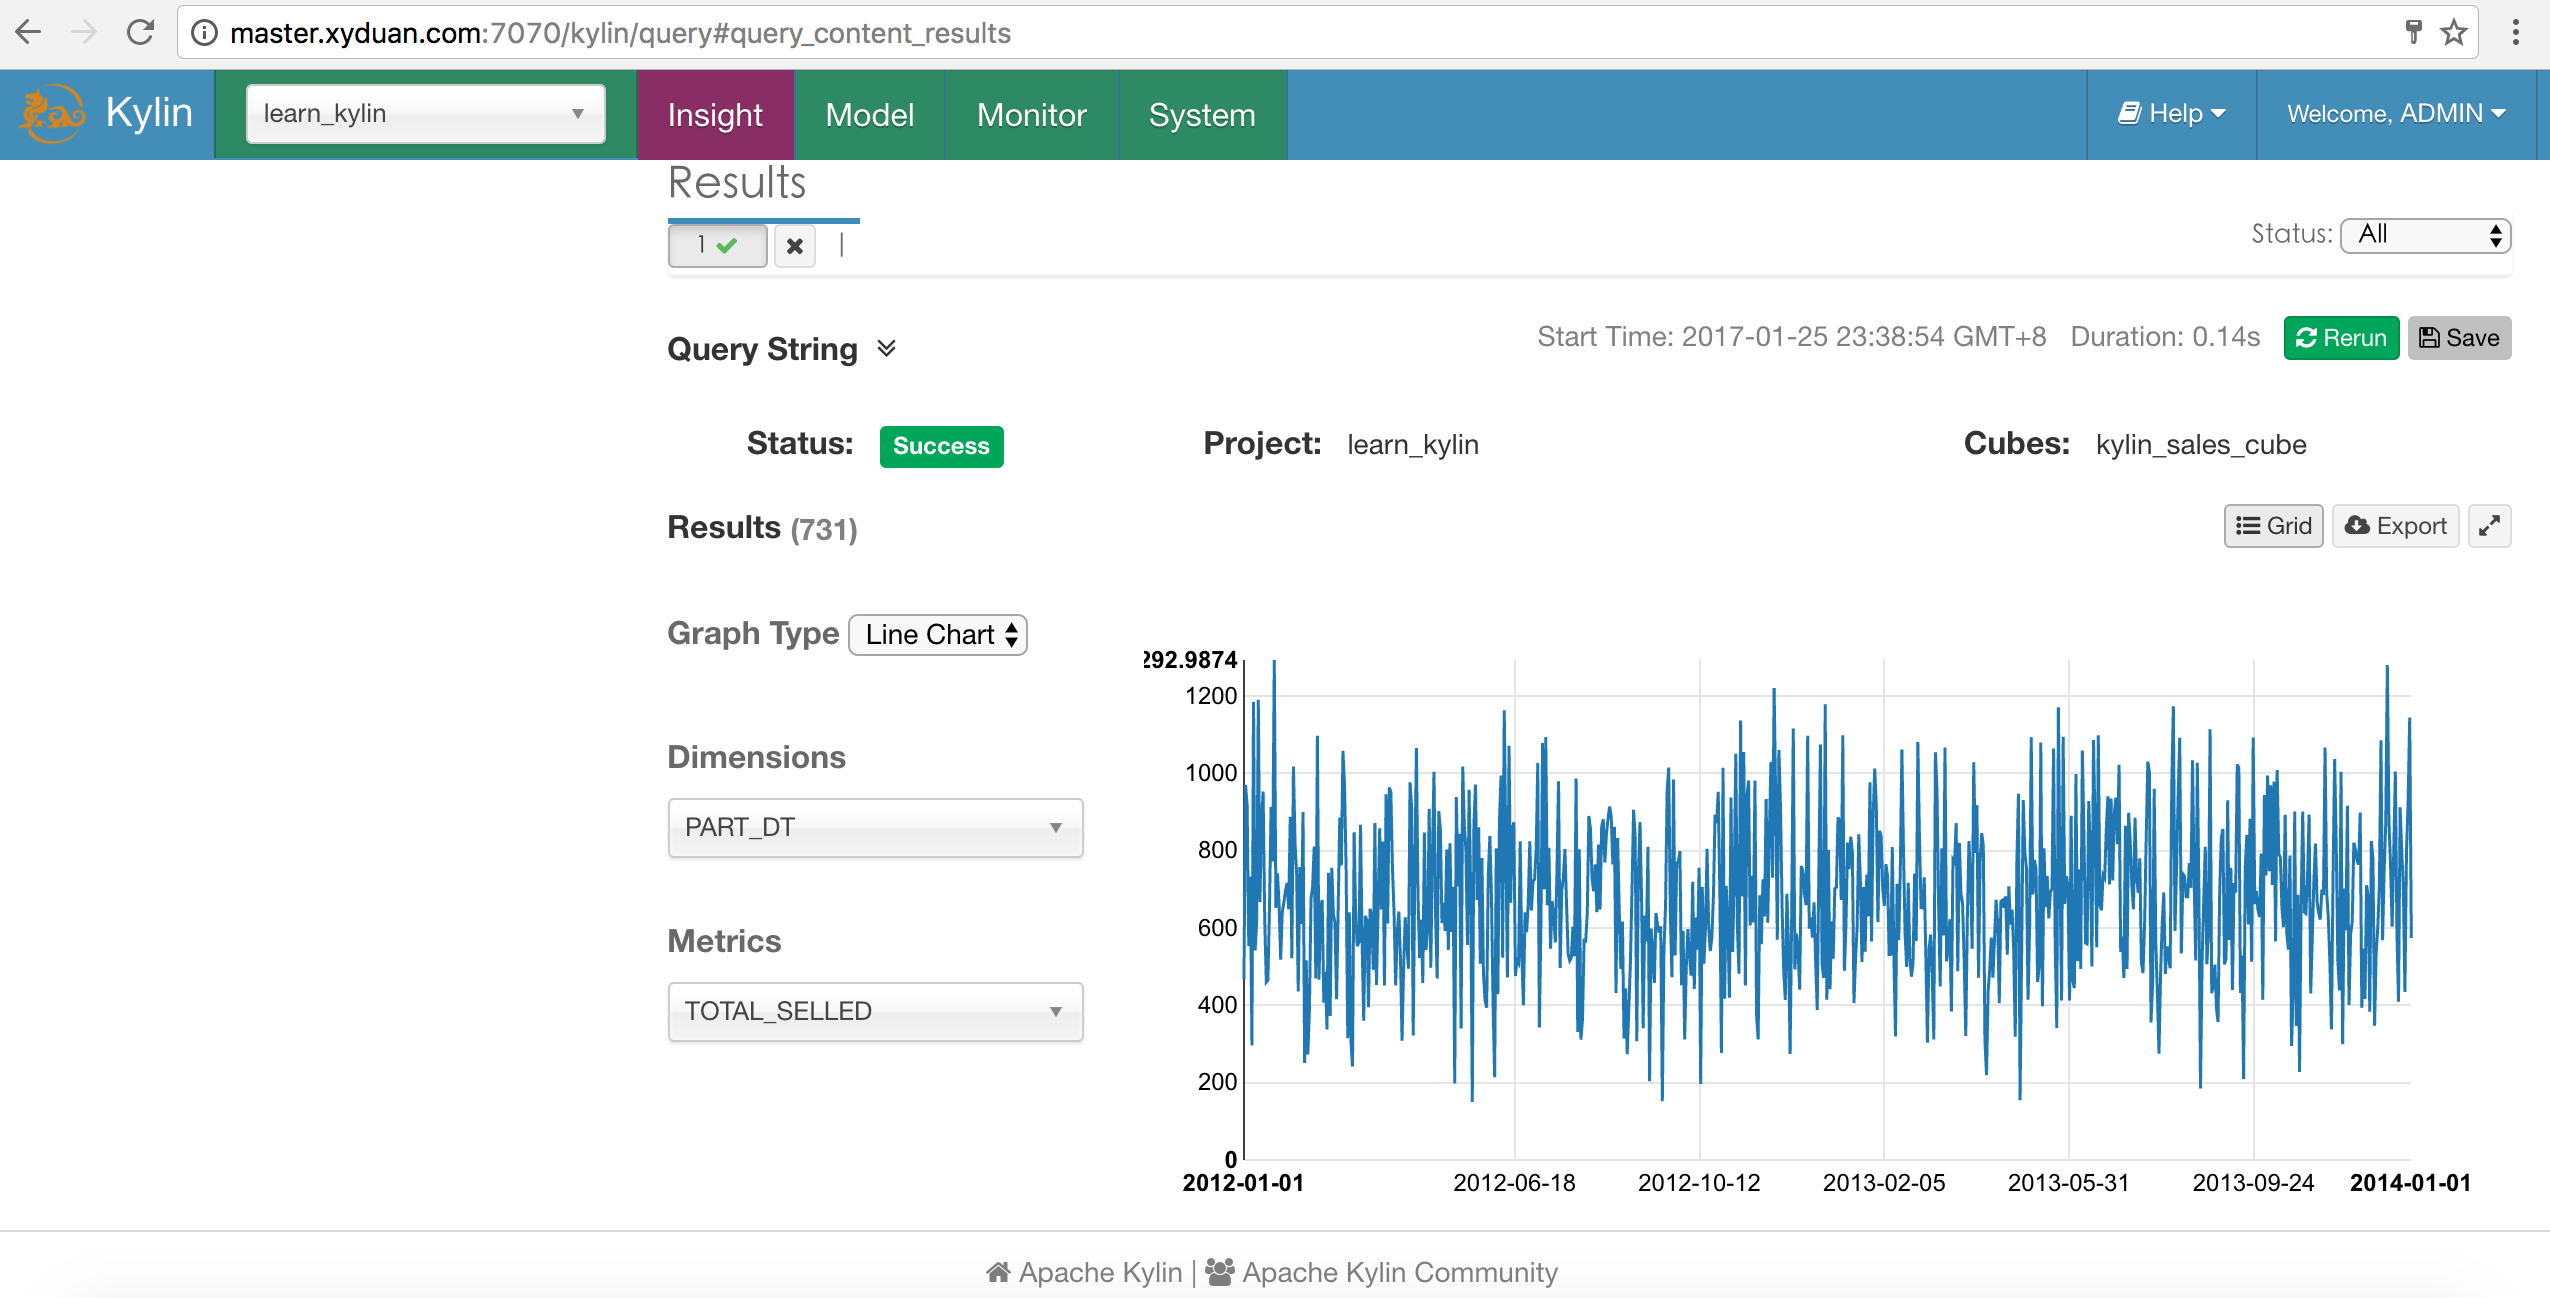 master.xyduan.com:7070/kylin/query#query_content_results
Kylin
learn_kylin
Insight
Model
Monitor
System
Help
Welcome, ADMIN
Results
1
Status: All
Query String
Start Time: 2017-01-25 23:38:54 GMT+8 Duration: 0.14s
Rerun
Save
Status: Success
Project: learn_kylin
Cubes: kylin_sales_cube
Results (731)
Grid
Export
Graph Type Line Chart
Dimensions
PART_DT
Metrics
TOTAL_SELLED
292.9874
1200
1000
800
600
400
200
0
2012-01-01
2012-06-18
2012-10-12
2013-02-05
2013-05-31
2013-09-24
2014-01-01
Apache Kylin | Apache Kylin Community